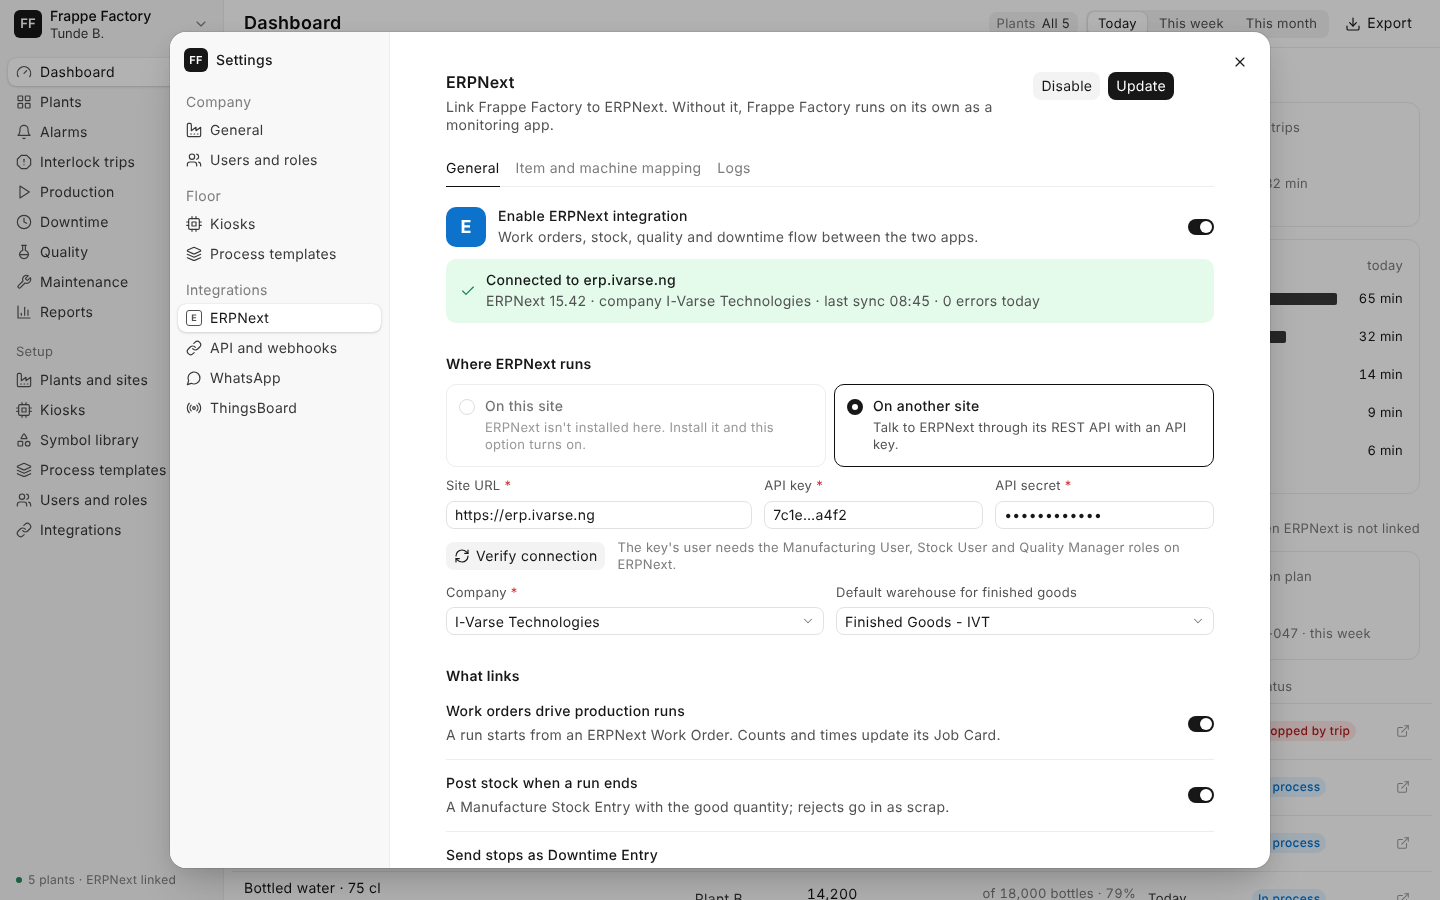 FF
Frappe Factory
Tunde B.
Dashboard
Plants All 5
Today
This week
This month
Export
Dashboard
Plants
Alarms
Interlock trips
Production
Downtime
Quality
Maintenance
Reports
Setup
Plants and sites
Kiosks
Symbol library
Process templates
Users and roles
Integrations
5 plants · ERPNext linked
FF
Settings
Company
General
Users and roles
Floor
Kiosks
Process templates
Integrations
E
ERPNext
API and webhooks
WhatsApp
ThingsBoard
ERPNext
Link Frappe Factory to ERPNext. Without it, Frappe Factory runs on its own as a
monitoring app.
Disable
Update
General
Item and machine mapping
Logs
E
Enable ERPNext integration
Work orders, stock, quality and downtime flow between the two apps.
Connected to erp.ivarse.ng
ERPNext 15.42 · company I-Varse Technologies · last sync 08:45 · 0 errors today
Where ERPNext runs
On this site
ERPNext isn't installed here. Install it and this
option turns on.
On another site
Talk to ERPNext through its REST API with an API
key.
Site URL *
https://erp.ivarse.ng
API key *
7c1e...a4f2
API secret *
••••••••••••
Verify connection
The key's user needs the Manufacturing User, Stock User and Quality Manager roles on
ERPNext.
Company *
I-Varse Technologies
Default warehouse for finished goods
Finished Goods - IVT
What links
Work orders drive production runs
A run starts from an ERPNext Work Order. Counts and times update its Job Card.
Post stock when a run ends
A Manufacture Stock Entry with the good quantity; rejects go in as scrap.
Send stops as Downtime Entry
trips
32 min
today
65 min
32 min
14 min
9 min
6 min
ERPNext is not linked
plan
-047 · this week
by trip
process
process
Bottled water · 75 cl
Plant B
14,200
of 18,000 bottles · 79%
Today
In process